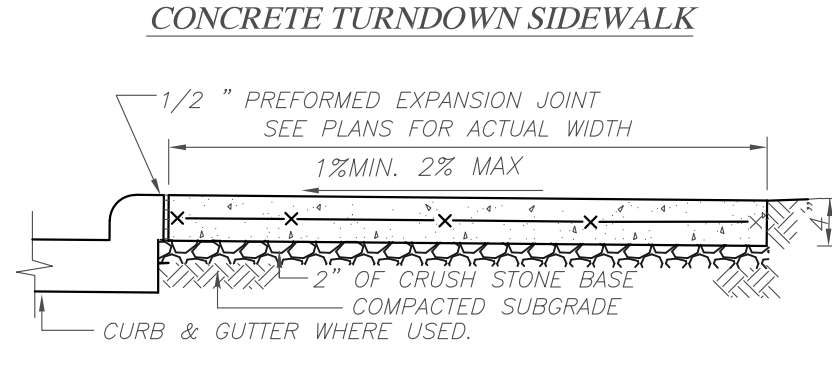 CONCRETE TURNDOWN SIDEWALK
1/2 " PREFORMED EXPANSION JOINT
SEE PLANS FOR ACTUAL WIDTH
1%MIN. 2% MAX
4"
2" OF CRUSH STONE BASE
COMPACTED SUBGRADE
CURB & GUTTER WHERE USED.